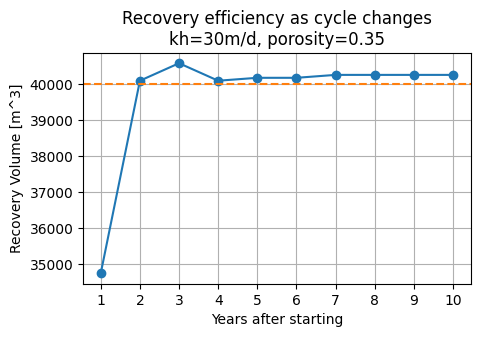 Recovery efficiency as cycle changes
kh=30m/d, porosity=0.35
Recovery Volume [m^3]
40000
39000
38000
37000
36000
35000
1 2 3 4 5 6 7 8 9 10
Years after starting